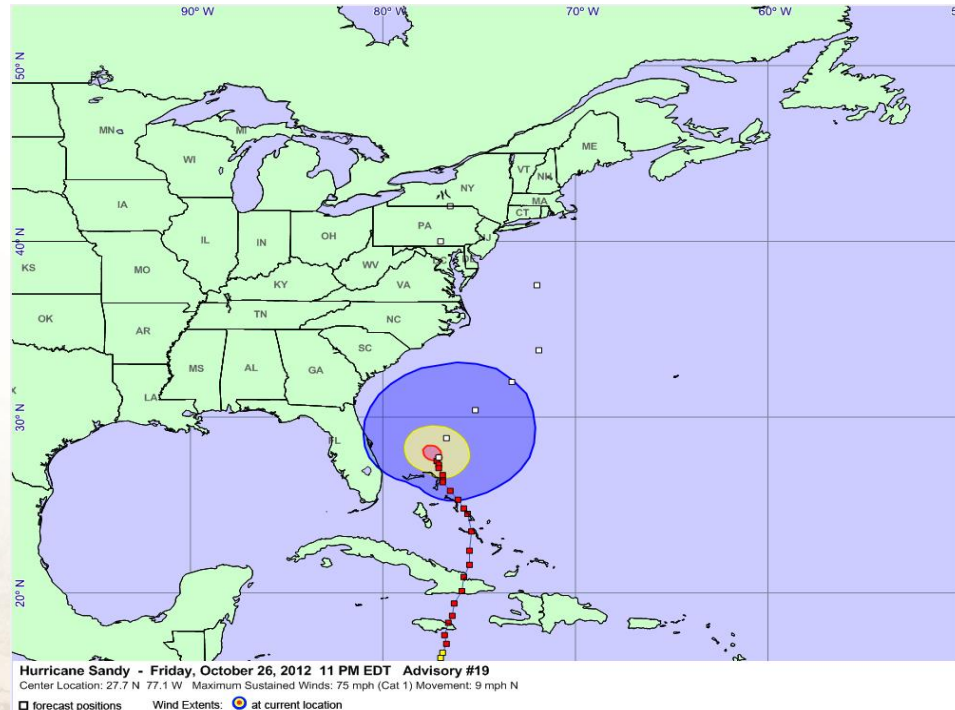 90° W
80° W
70° W
60° W
5
50° N
MN
MI
ME
WI
VT
NH
NY
MA
IA
CT
PA
IL
IN
OH
NJ
40° N
DE
KS
MO
WV
VA
KY
OK
TN
NC
AR
SC
MS
AL
GA
LA
30° N
FL
20° N
Hurricane Sandy - Friday, October 26, 2012 11 PM EDT Advisory #19
Center Location: 27.7 N 77.1 W Maximum Sustained Winds: 75 mph (Cat 1) Movement: 9 mph N
forecast positions Wind Extents: at current location